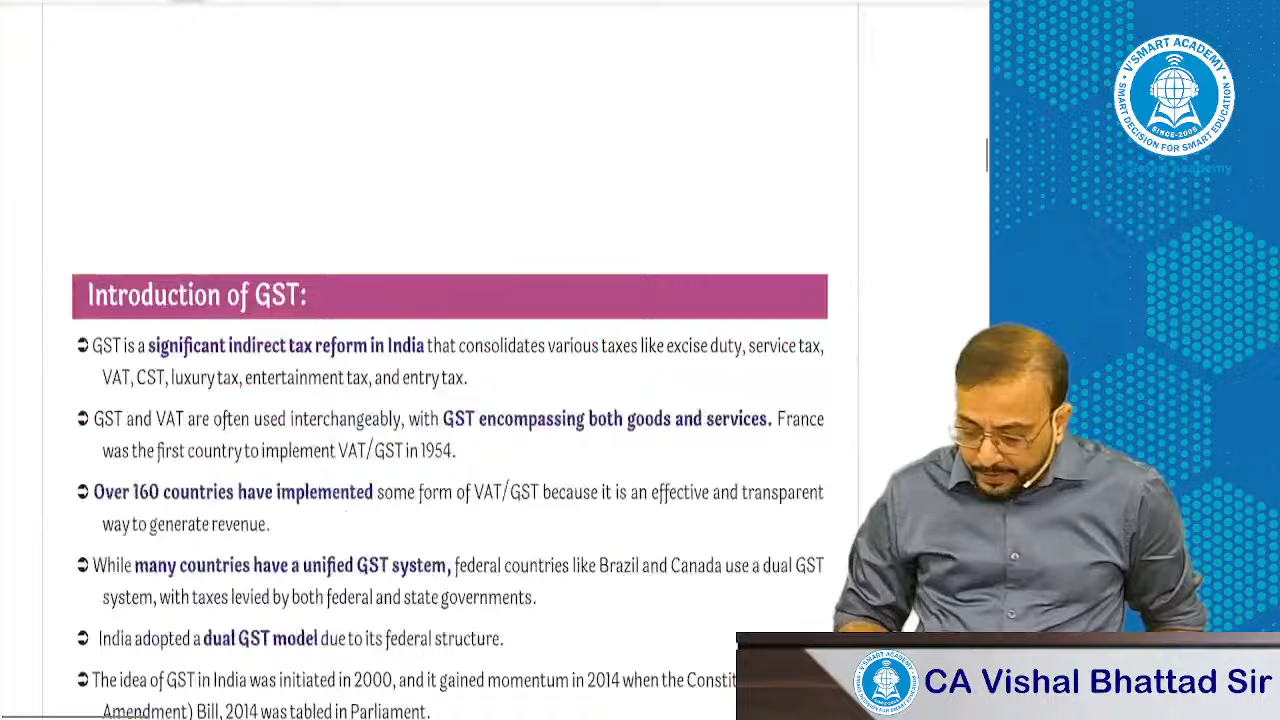 Introduction of GST:
➲ GST is a significant indirect tax reform in India that consolidates various taxes like excise duty, service tax,
VAT, CST, luxury tax, entertainment tax, and entry tax.
➲ GST and VAT are often used interchangeably, with GST encompassing both goods and services. France
was the first country to implement VAT/GST in 1954.
➲ Over 160 countries have implemented some form of VAT/GST because it is an effective and transparent
way to generate revenue.
➲ While many countries have a unified GST system, federal countries like Brazil and Canada use a dual GST
system, with taxes levied by both federal and state governments.
➲ India adopted a dual GST model due to its federal structure.
➲ The idea of GST in India was initiated in 2000, and it gained momentum in 2014 when the Constit
Amendment) Bill, 2014 was tabled in Parliament.
V'SMART ACADEMY
SINCE-2005
SMART DECISION FOR SMART EDUCATION
V'Smart Academy
CA Vishal Bhattad Sir